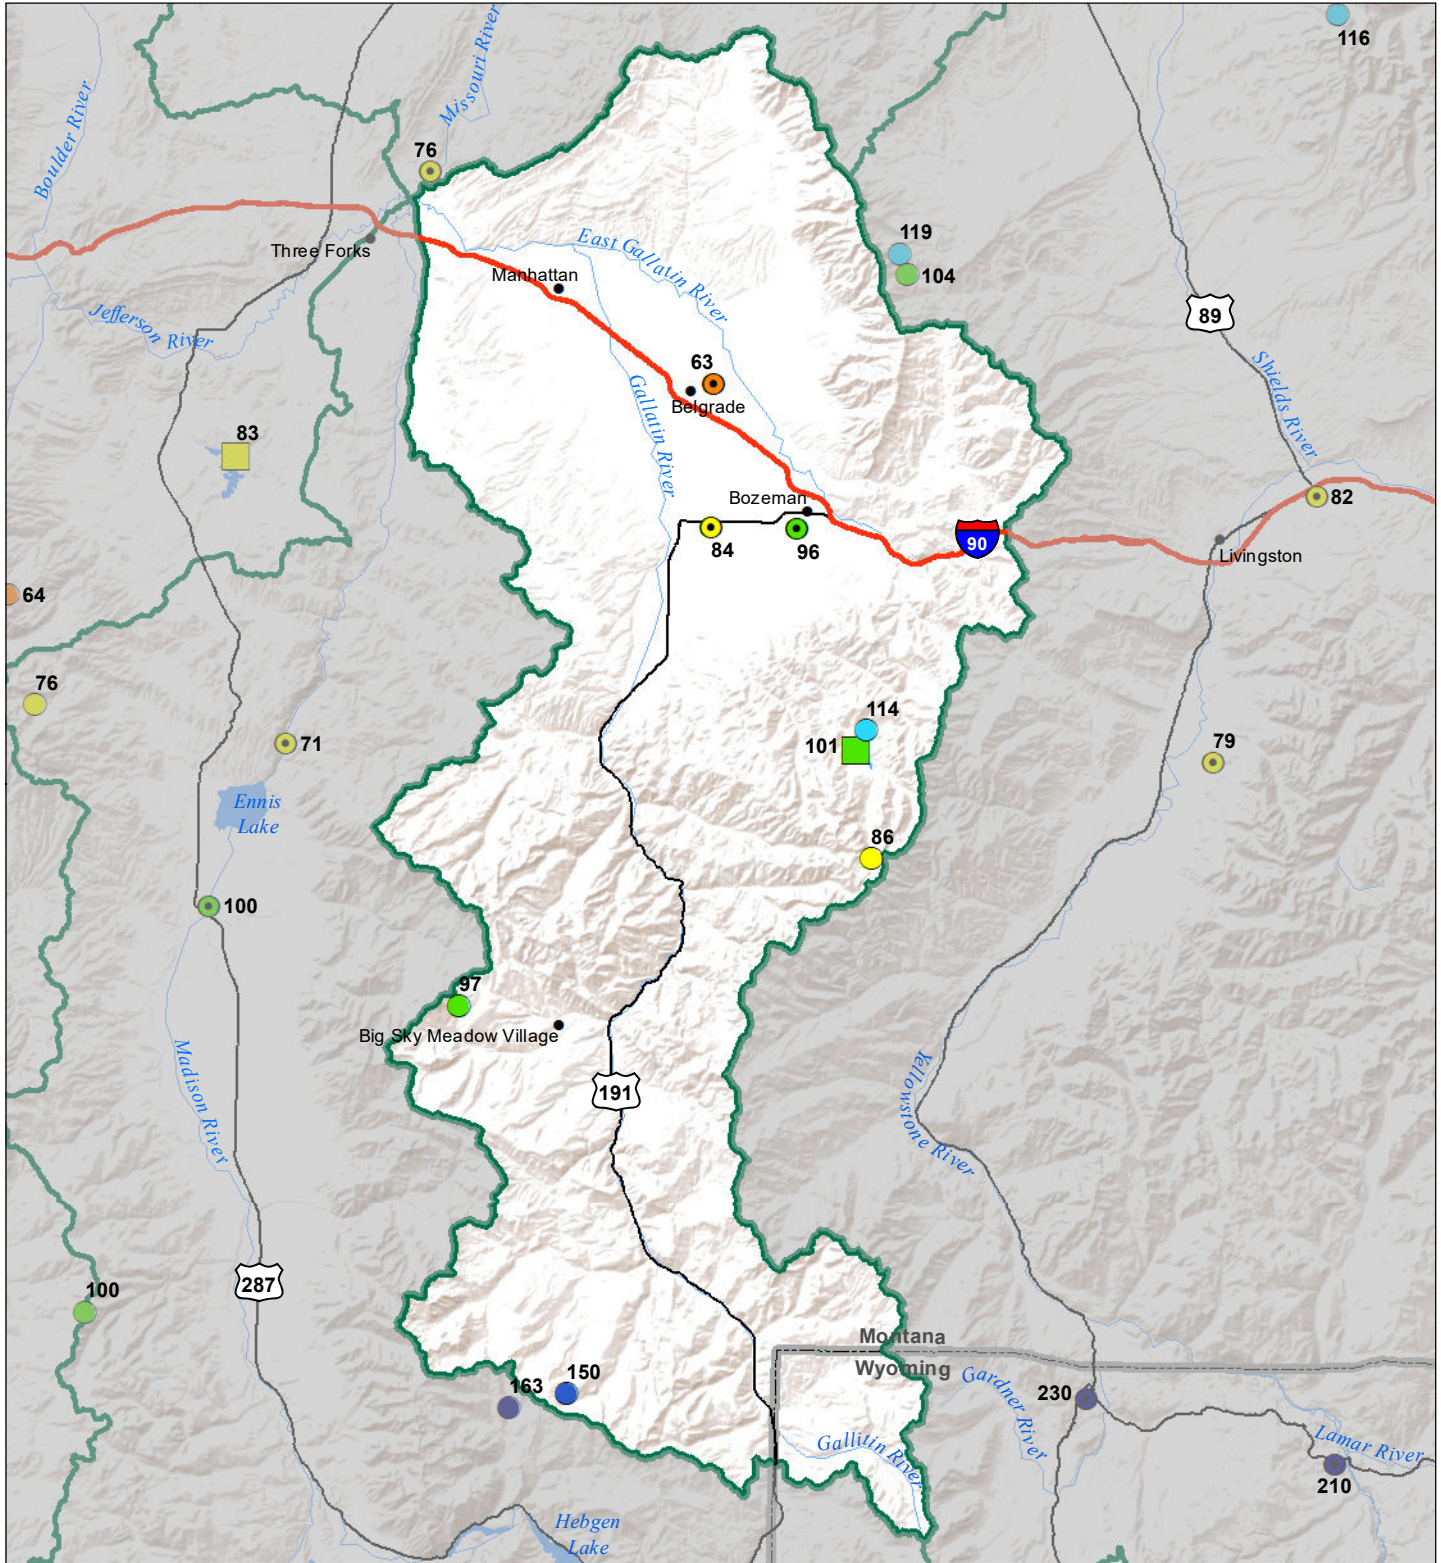 116
Missouri River
Boulder River
76
Three Forks
119
104
East Gallatin River
Manhattan
89
Jefferson River
Shields River
63
Belgrade
Gallatin River
83
82
Bozeman
84
96
90
Livingston
64
76
71
114
101
79
Ennis
Lake
86
100
97
Big Sky Meadow Village
191
Madison River
Yellowstone River
287
100
Montana
Wyoming
163
150
230
Gardner River
Gallitin River
Lamar River
210
Hebgen
Lake